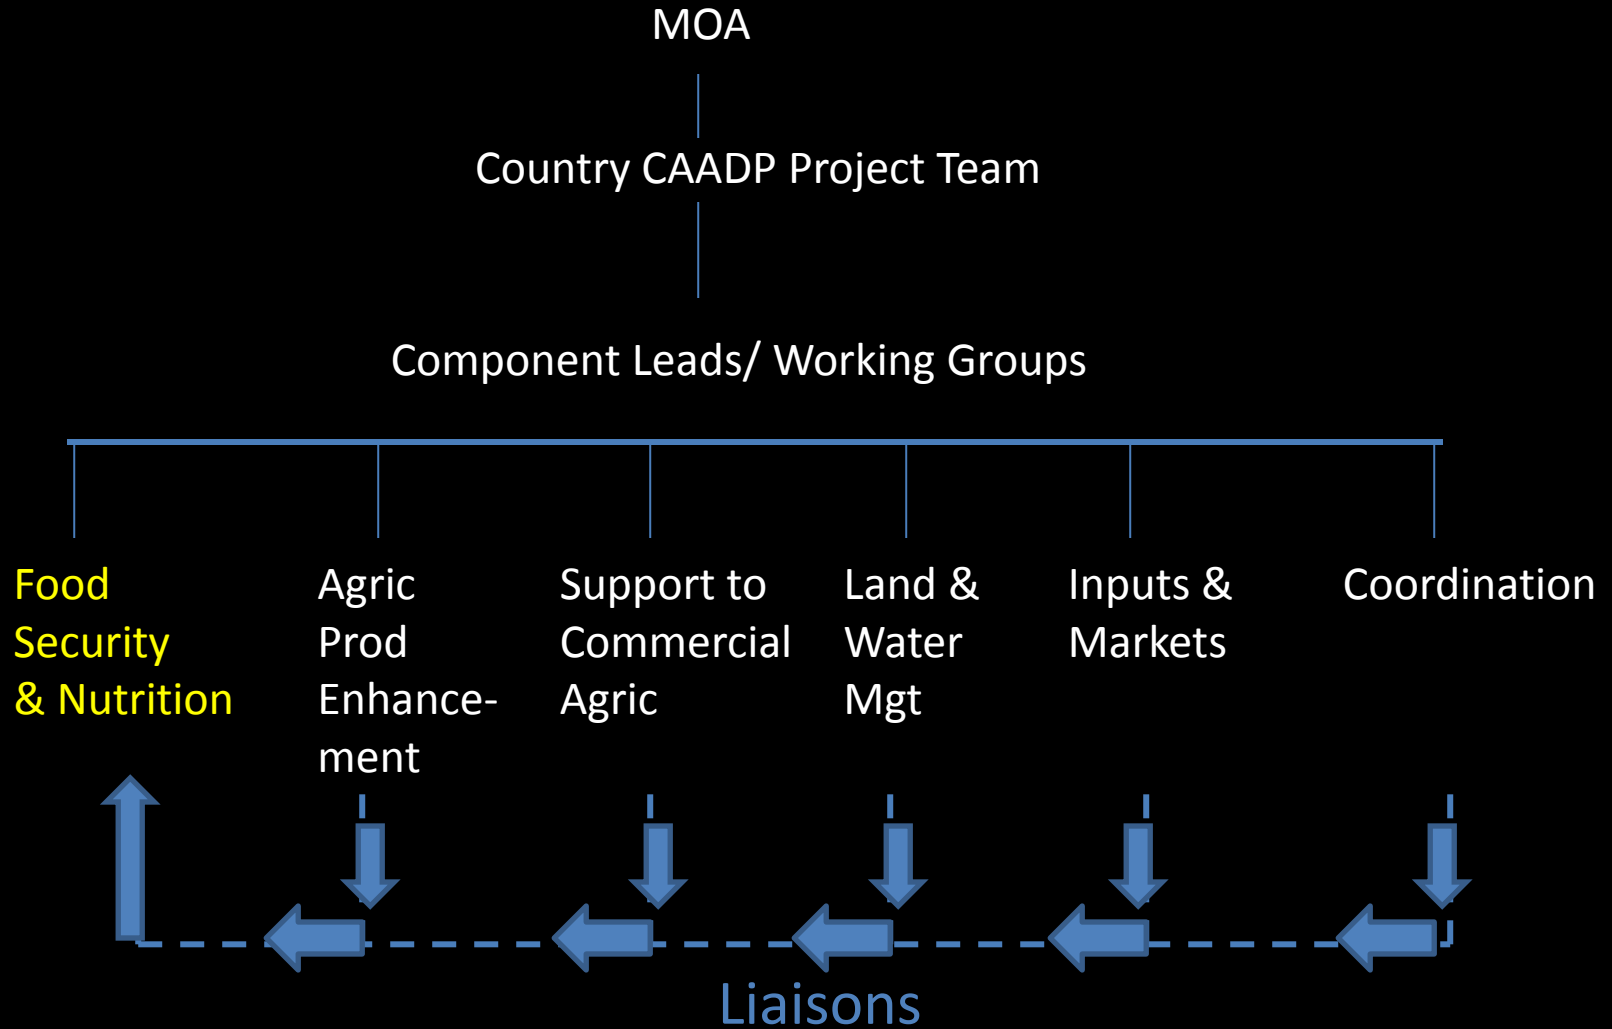 MOA
Country CAADP Project Team
Component Leads/ Working Groups
Food
Security
& Nutrition
Agric
Prod
Enhance-
ment
Support to
Commercial
Agric
Land &
Water
Mgt
Inputs &
Markets
Coordination
Liaisons